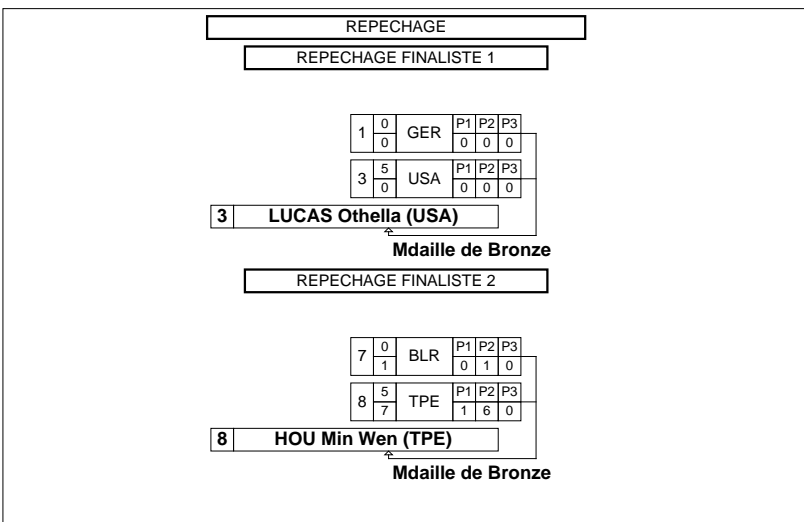 REPECHAGE
REPECHAGE FINALISTE 1
1 0 GER P1 P2 P3
0 0 0 0
3 5 USA P1 P2 P3
0 0 0 0
3 LUCAS Othella (USA)
Mdaille de Bronze
REPECHAGE FINALISTE 2
7 0 BLR P1 P2 P3
1 0 1 0
8 5 TPE P1 P2 P3
7 1 6 0
8 HOU Min Wen (TPE)
Mdaille de Bronze